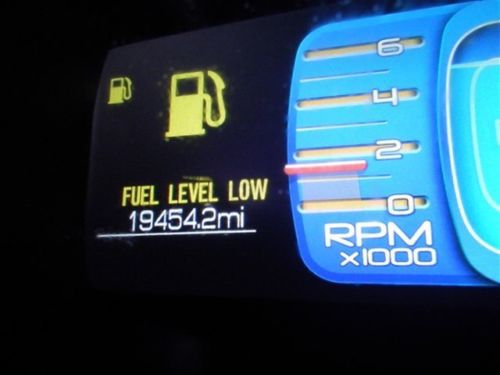 FUEL LEVEL LOW
19454.2mi
6
4
2
0
RPM
x1000